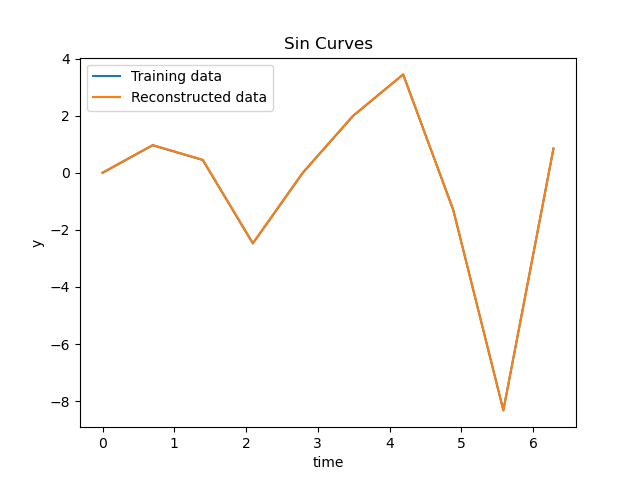 Sin Curves
Training data
Reconstructed data
4
2
0
−2
−4
−6
−8
y
0 1 2 3 4 5 6
time